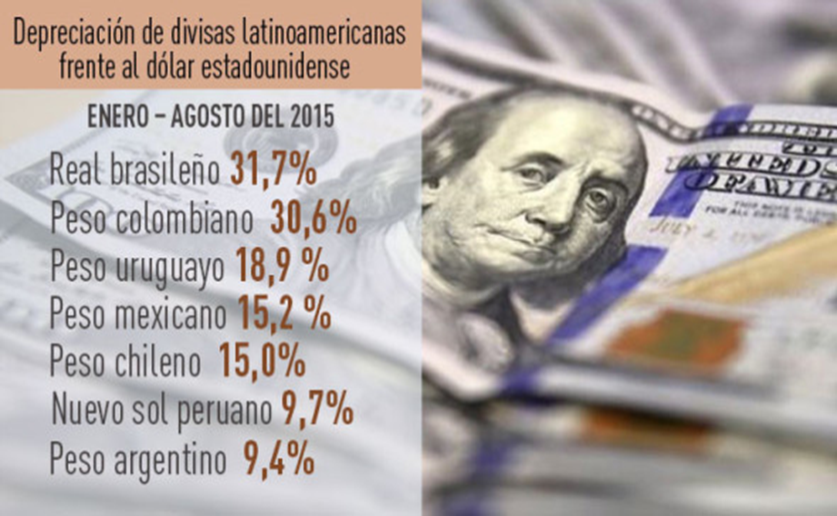 Depreciación de divisas latinoamericanas
frente al dólar estadounidense
ENERO – AGOSTO DEL 2015
Real brasileño 31,7%
Peso colombiano 30,6%
Peso uruguayo 18,9 %
Peso mexicano 15,2 %
Peso chileno 15,0%
Nuevo sol peruano 9,7%
Peso argentino 9,4%